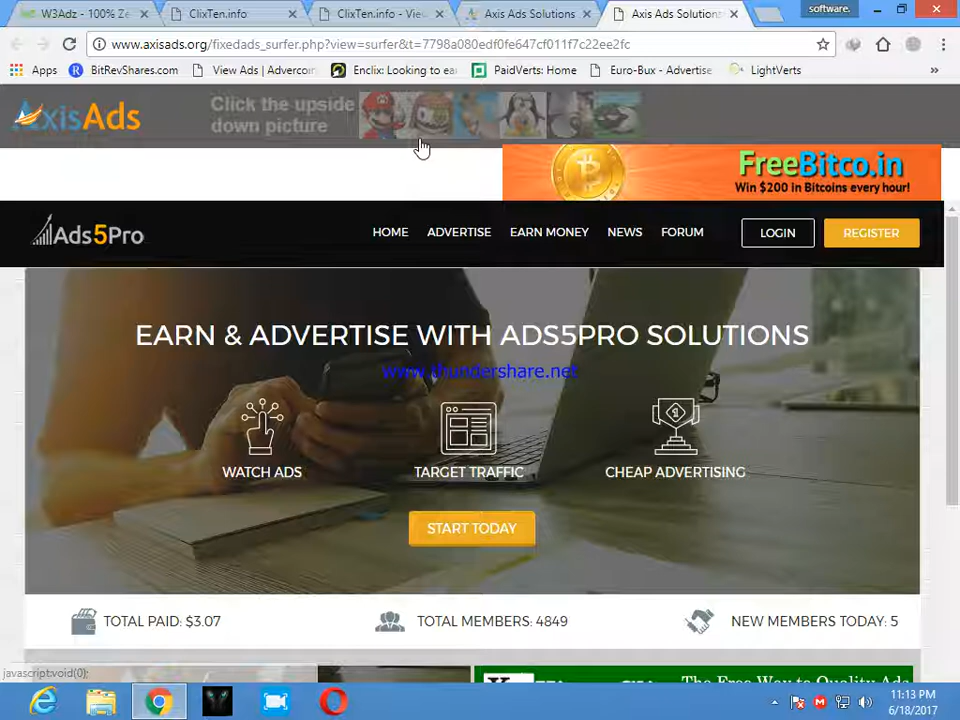 W3Adz - 100% Ze
ClixTen.info
ClixTen.info - View
Axis Ads Solutions
Axis Ads Solutions
software.
www.axisads.org/fixedads_surfer.php?view=surfer&t=7798a080edf0fe647cf011f7c22ee2fc
Apps
BitRevShares.com
View Ads | Advercoin
Enclix: Looking to ea
PaidVerts: Home
Euro-Bux - Advertise
LightVerts
AxisAds
Click the upside
down picture
FreeBitco.in
Win $200 in Bitcoins every hour!
Ads5Pro
HOME
ADVERTISE
EARN MONEY
NEWS
FORUM
LOGIN
REGISTER
EARN & ADVERTISE WITH ADS5PRO SOLUTIONS
www.thundershare.net
WATCH ADS
TARGET TRAFFIC
CHEAP ADVERTISING
START TODAY
TOTAL PAID: $3.07
TOTAL MEMBERS: 4849
NEW MEMBERS TODAY: 5
javascript:void(0);
The Free Way to Quality Ads
11:13 PM
6/18/2017